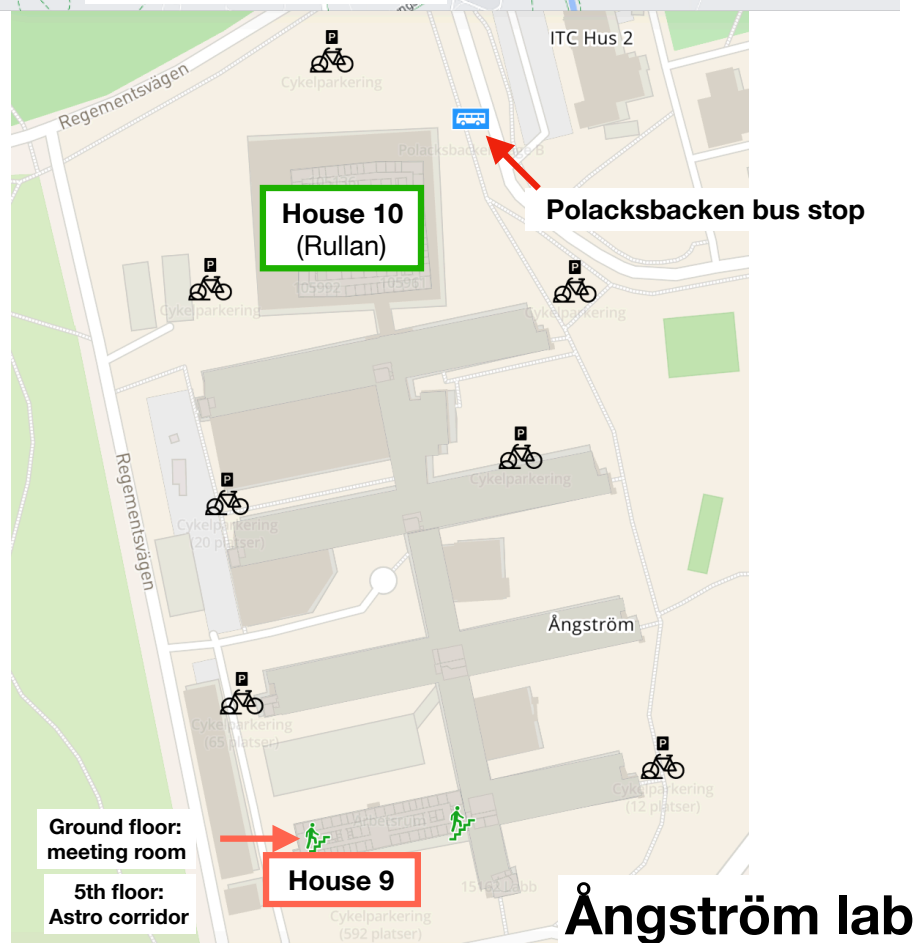 ITC Hus 2
P
Cykelparkering
Regementsvägen
Polacksbacken
B
Polacksbacken bus stop
House 10
(Rullan)
P
Cykelparkering
P
Cykelparkering
P
Cykelparkering
Regementsvägen
P
Cykelparkering
(20 platser)
Ångström
P
Cykelparkering
(65 platser)
P
Cykelparkering
(12 platser)
Ground floor:
meeting room
House 9
5th floor:
Astro corridor
Cykelparkering
(592 platser)
Ångström lab